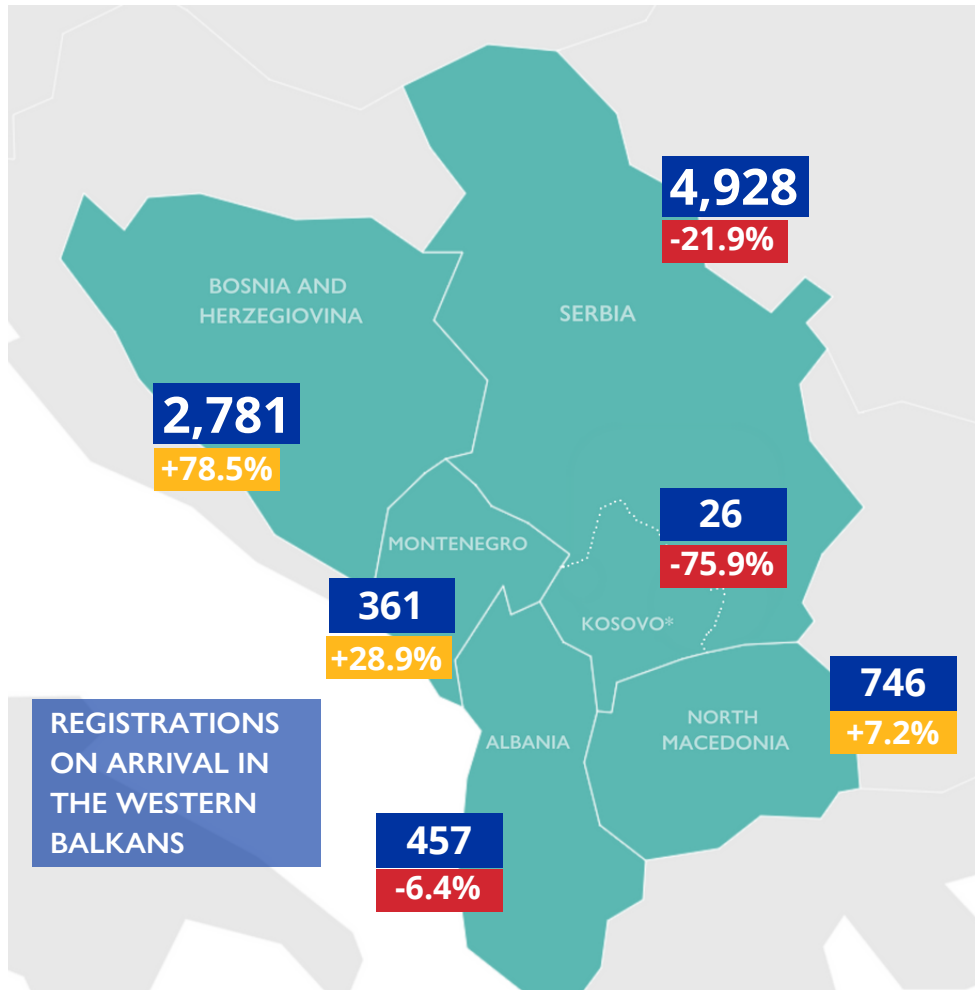 4,928
-21.9%
BOSNIA AND
HERZEGIOVINA
SERBIA
2,781
+78.5%
26
-75.9%
MONTENEGRO
361
+28.9%
KOSOVO*
746
+7.2%
NORTH
MACEDONIA
ALBANIA
REGISTRATIONS
ON ARRIVAL IN
THE WESTERN
BALKANS
457
-6.4%